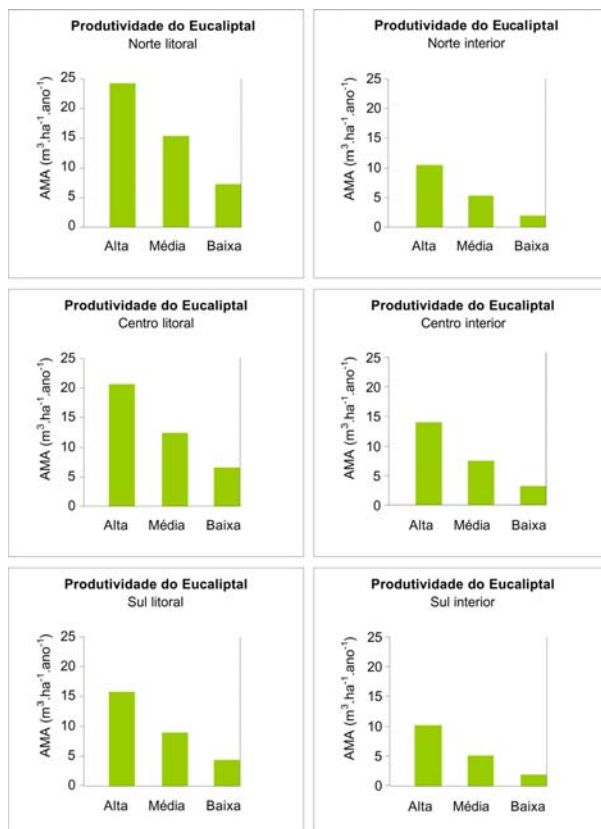 Produtividade do Eucaliptal
Norte litoral
AMA (m³.ha⁻¹.ano⁻¹)
25
20
15
10
5
0
Alta Média Baixa
Produtividade do Eucaliptal
Norte interior
AMA (m³.ha⁻¹.ano⁻¹)
25
20
15
10
5
0
Alta Média Baixa
Produtividade do Eucaliptal
Centro litoral
AMA (m³.ha⁻¹.ano⁻¹)
25
20
15
10
5
0
Alta Média Baixa
Produtividade do Eucaliptal
Centro interior
AMA (m³.ha⁻¹.ano⁻¹)
25
20
15
10
5
0
Alta Média Baixa
Produtividade do Eucaliptal
Sul litoral
AMA (m³.ha⁻¹.ano⁻¹)
25
20
15
10
5
0
Alta Média Baixa
Produtividade do Eucaliptal
Sul interior
AMA (m³.ha⁻¹.ano⁻¹)
25
20
15
10
5
0
Alta Média Baixa